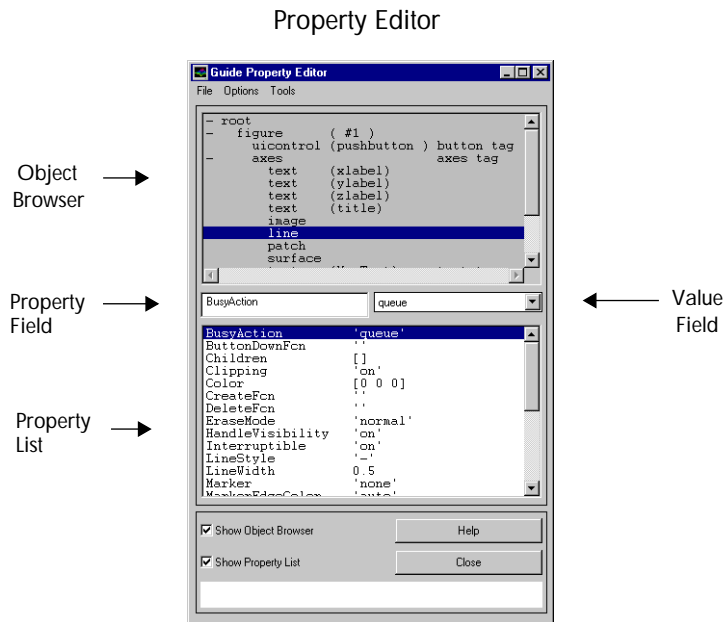 Property Editor
Guide Property Editor
File Options Tools
- root
- figure ( #1 )
uicontrol (pushbutton ) button tag
- axes axes tag
text (xlabel)
text (ylabel)
text (zlabel)
text (title)
image
line
patch
surface
Object
Browser
Property
Field
BusyAction queue
Value
Field
BusyAction 'queue'
ButtonDownFcn ''
Children []
Clipping 'on'
Color [0 0 0]
CreateFcn ''
DeleteFcn ''
EraseMode 'normal'
HandleVisibility 'on'
Interruptible 'on'
LineStyle '-'
LineWidth 0.5
Marker 'none'
MarkerEdgeColor 'auto'
Property
List
Show Object Browser Help
Show Property List Close